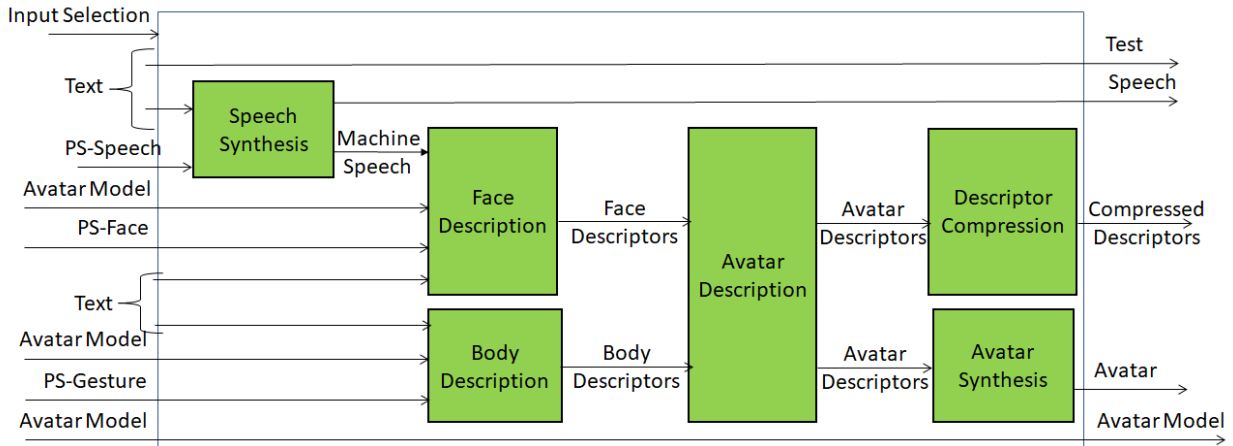 Input Selection
Test
Text
Speech
Speech
Synthesis
PS-Speech
Machine
Speech
Avatar Model
PS-Face
Face
Description
Face
Descriptors
Avatar
Description
Avatar
Descriptors
Descriptor
Compression
Compressed
Descriptors
Text
Avatar Model
PS-Gesture
Body
Description
Body
Descriptors
Avatar
Descriptors
Avatar
Synthesis
Avatar
Avatar Model
Avatar Model